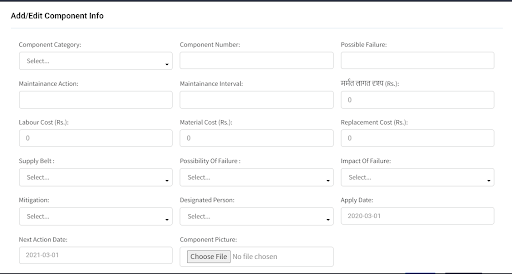 Add/Edit Component Info
Component Category: Component Number: Possible Failure:
Select...
Maintainance Action: Maintainance Interval: मर्मत लागत दृश्य (Rs.):
0
Labour Cost (Rs.): Material Cost (Rs.): Replacement Cost (Rs.):
0 0 0
Supply Belt : Possibility Of Failure : Impact Of Failure:
Select... Select... Select...
Mitigation: Designated Person: Apply Date:
Select... Select... 2020-03-01
Next Action Date: Component Picture:
2021-03-01 Choose File No file chosen